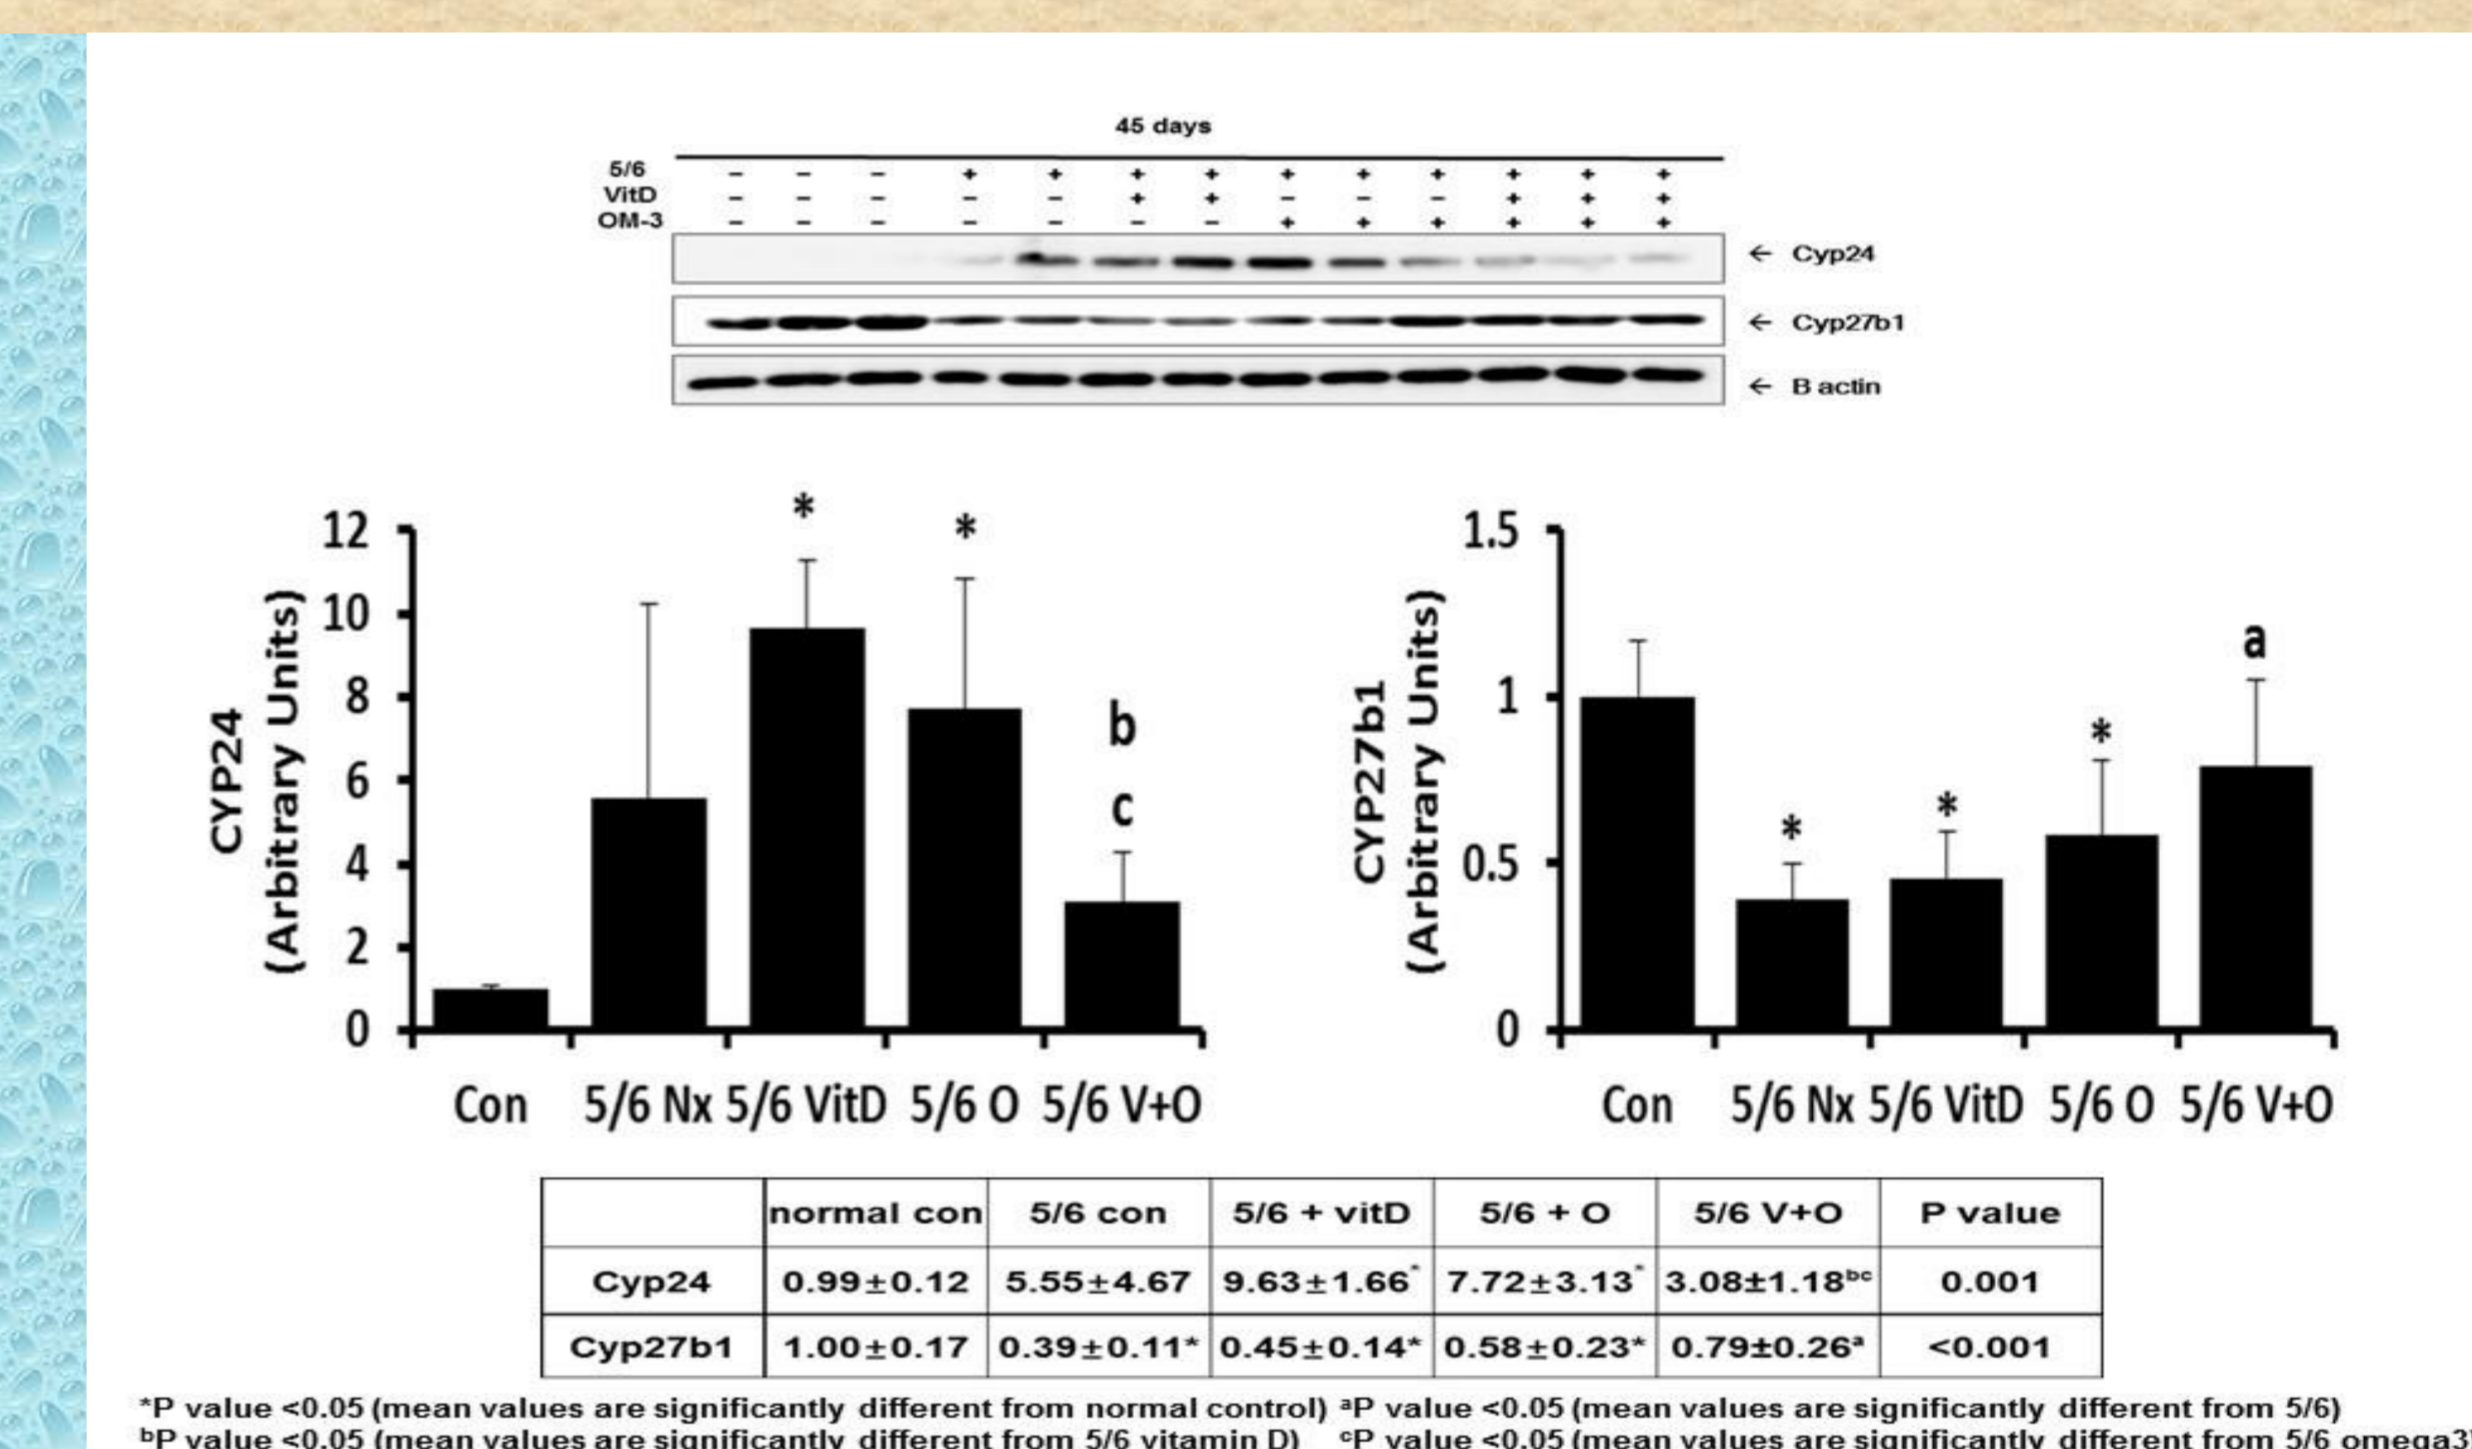 45 days
5/6 – – – + + + + + + + + + +
VitD – – – – – + + – – – + + +
OM-3 – – – – – – – + + + + + +
← Cyp24
← Cyp27b1
← B actin
CYP24
(Arbitrary Units)
12
10
8
6
4
2
0
* * b
c
Con 5/6 Nx 5/6 VitD 5/6 O 5/6 V+O
CYP27b1
(Arbitrary Units)
1.5
1
0.5
0
* * * a
Con 5/6 Nx 5/6 VitD 5/6 O 5/6 V+O
normal con 5/6 con 5/6 + vitD 5/6 + O 5/6 V+O P value
Cyp24 0.99±0.12 5.55±4.67 9.63±1.66* 7.72±3.13* 3.08±1.18ᵇᶜ 0.001
Cyp27b1 1.00±0.17 0.39±0.11* 0.45±0.14* 0.58±0.23* 0.79±0.26ᵃ <0.001
*P value <0.05 (mean values are significantly different from normal control) ᵃP value <0.05 (mean values are significantly different from 5/6)
ᵇP value <0.05 (mean values are significantly different from 5/6 vitamin D) ᶜP value <0.05 (mean values are significantly different from 5/6 omega3)